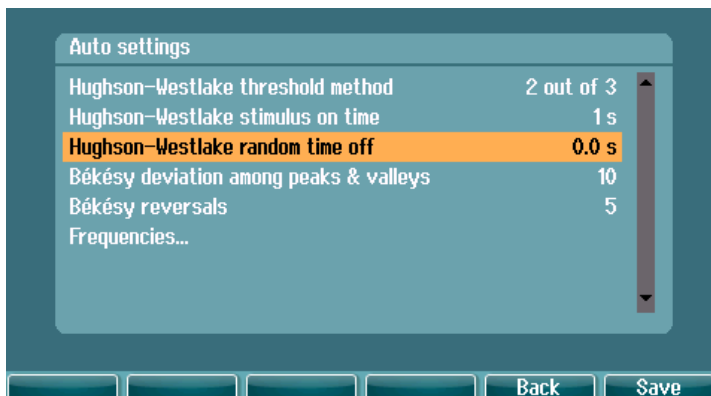 Auto settings
Hughson-Westlake threshold method 2 out of 3
Hughson-Westlake stimulus on time 1 s
Hughson-Westlake random time off 0.0 s
Békésy deviation among peaks & valleys 10
Békésy reversals 5
Frequencies...
Back Save